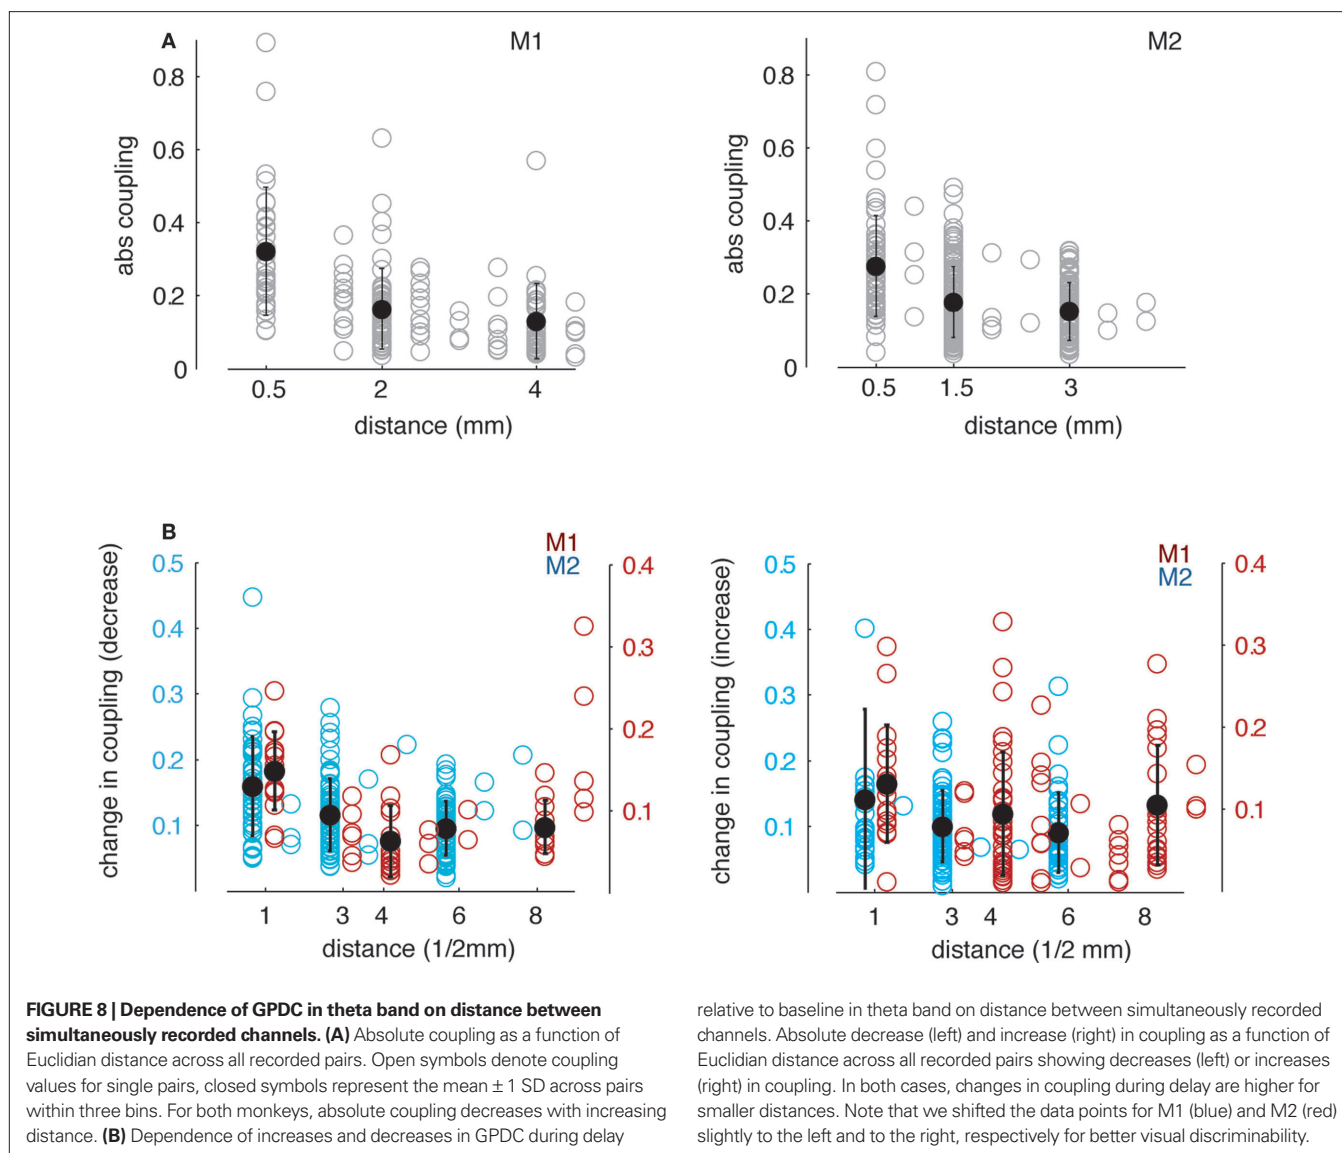 A
M1
0.8
0.6
0.4
0.2
0
abs coupling
0.5 2 4
distance (mm)
M2
0.8
0.6
0.4
0.2
0
abs coupling
0.5 1.5 3
distance (mm)
B
M1
M2
0.5
0.4
0.3
0.2
0.1
change in coupling (decrease)
0.4
0.3
0.2
0.1
1 3 4 6 8
distance (1/2mm)
M1
M2
0.5
0.4
0.3
0.2
0.1
change in coupling (increase)
0.4
0.3
0.2
0.1
1 3 4 6 8
distance (1/2 mm)
FIGURE 8 | Dependence of GPDC in theta band on distance between
simultaneously recorded channels. (A) Absolute coupling as a function of
Euclidian distance across all recorded pairs. Open symbols denote coupling
values for single pairs, closed symbols represent the mean ± 1 SD across pairs
within three bins. For both monkeys, absolute coupling decreases with increasing
distance. (B) Dependence of increases and decreases in GPDC during delay
relative to baseline in theta band on distance between simultaneously recorded
channels. Absolute decrease (left) and increase (right) in coupling as a function of
Euclidian distance across all recorded pairs showing decreases (left) or increases
(right) in coupling. In both cases, changes in coupling during delay are higher for
smaller distances. Note that we shifted the data points for M1 (blue) and M2 (red)
slightly to the left and to the right, respectively for better visual discriminability.